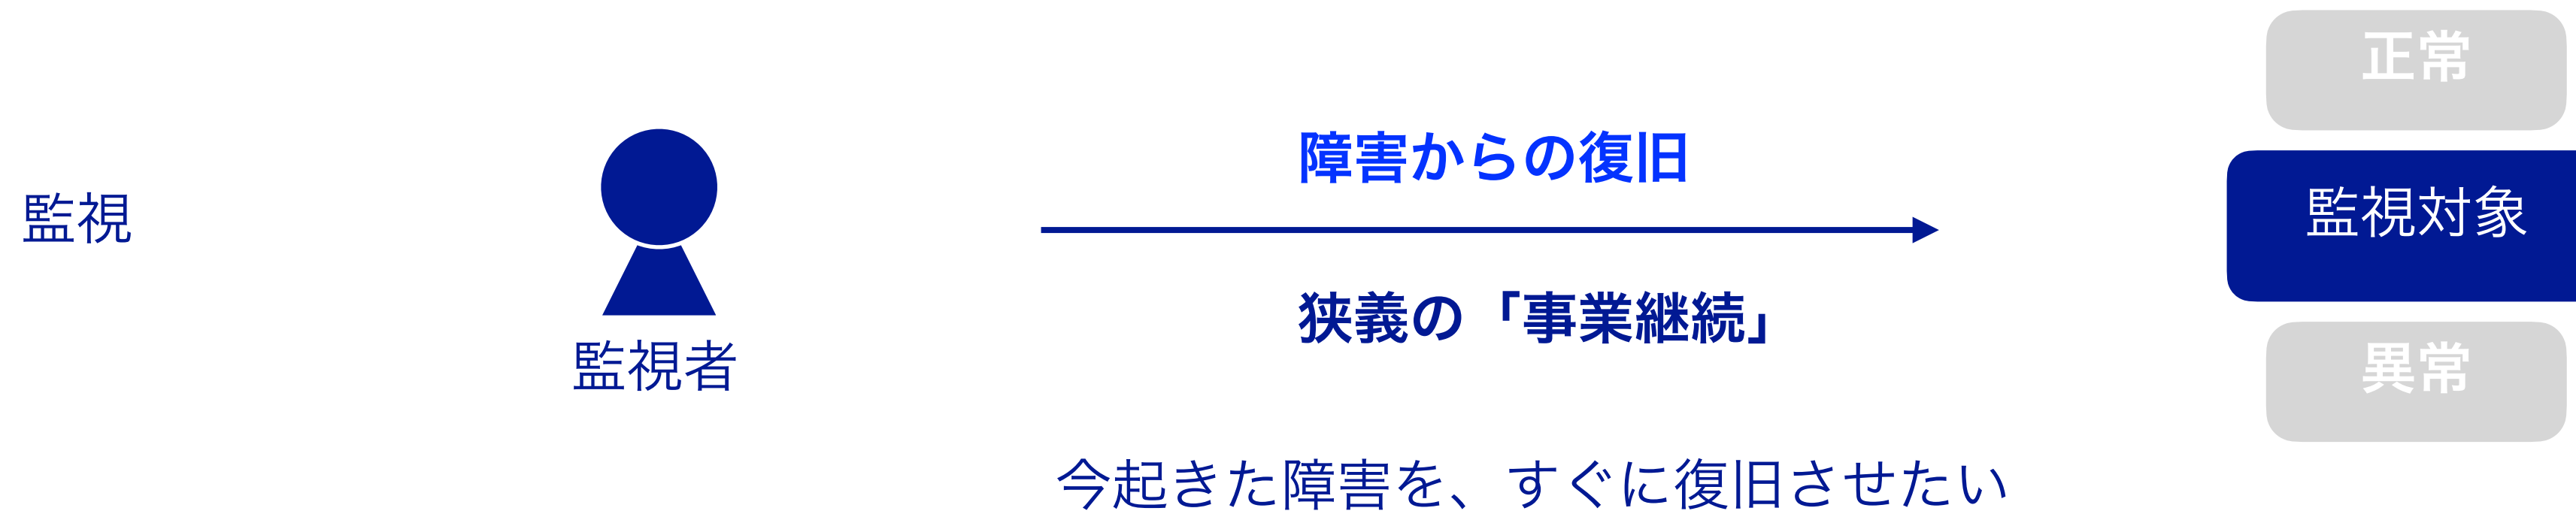 監視
監視者
障害からの復旧
狭義の「事業継続」
今起きた障害を、すぐに復旧させたい
正常
監視対象
異常